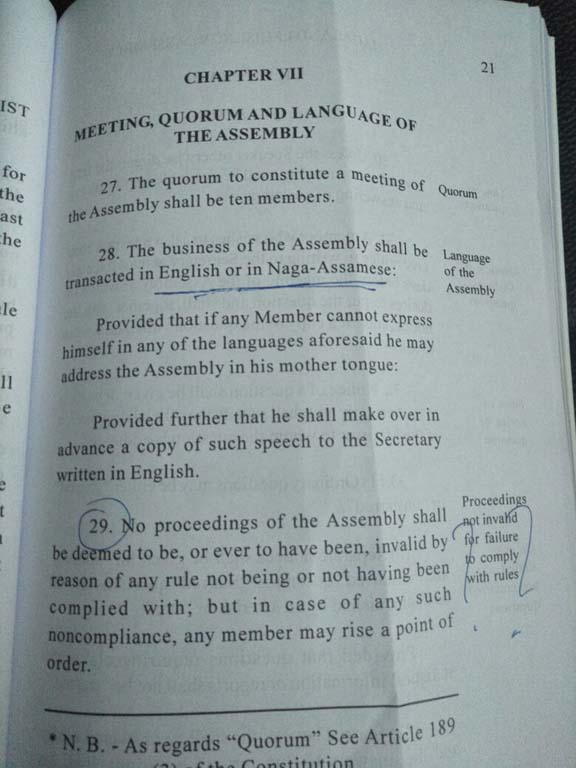 21
CHAPTER VII
MEETING, QUORUM AND LANGUAGE OF
THE ASSEMBLY
27. The quorum to constitute a meeting of
the Assembly shall be ten members.
Quorum
28. The business of the Assembly shall be
transacted in English or in Naga-Assamese:
Language
of the
Assembly
Provided that if any Member cannot express
himself in any of the languages aforesaid he may
address the Assembly in his mother tongue:
Provided further that he shall make over in
advance a copy of such speech to the Secretary
written in English.
29. No proceedings of the Assembly shall
be deemed to be, or ever to have been, invalid by
reason of any rule not being or not having been
complied with; but in case of any such
noncompliance, any member may rise a point of
order.
Proceedings
not invalid
for failure
to comply
with rules
* N. B. - As regards “Quorum” See Article 189
(3) of the Constitution
IST
for
the
ast
the